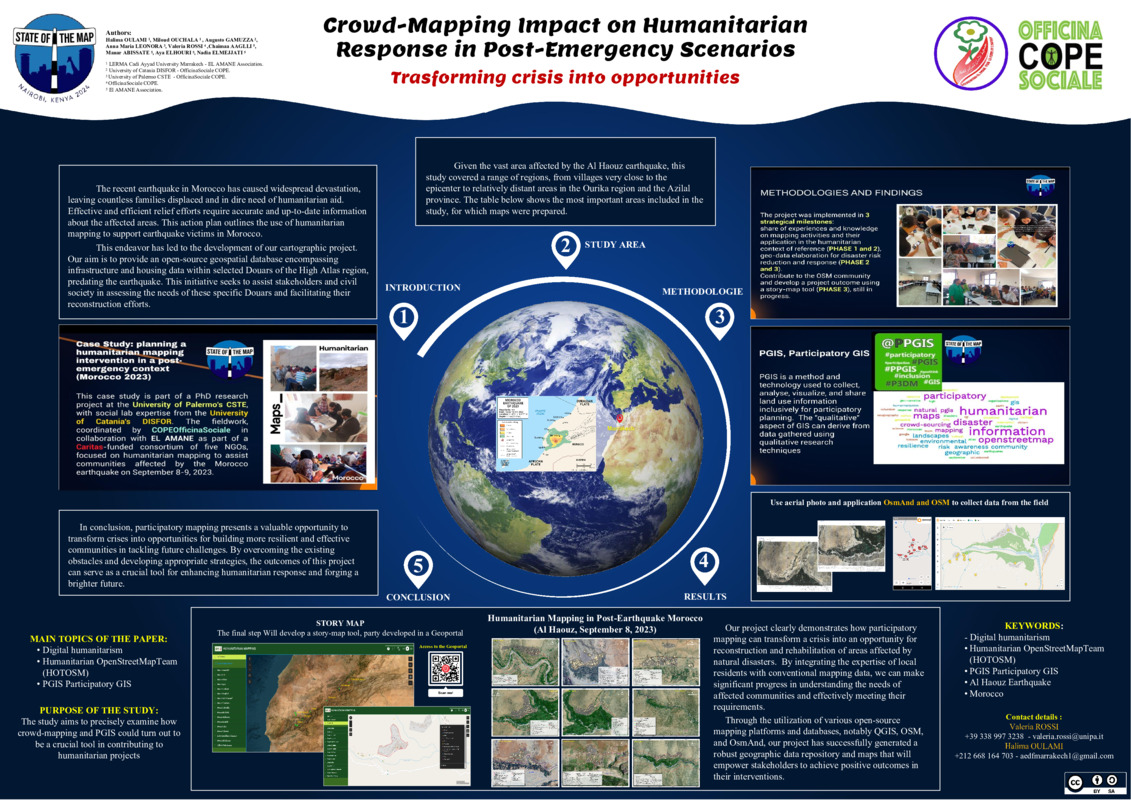 STATE OF THE MAP
NAIROBI, KENYA 2024
Authors:
Halima OULAMI ¹, Miloud OUCHALA ¹, Augusto GAMUZZA ²,
Anna Maria LEONORA ², Valeria ROSSI ³, Chaimaa AAGLLI ⁵,
Manar ABISSATE ⁵, Aya ELHOURI ⁵, Nadia ELMEJJATI ⁴
¹ LERMA Cadi Ayyad University Marrakesh - EL AMANE Association.
² University of Catania DISFOR - OfficinaSociale COPE.
³ University of Palermo CSTE - OfficinaSociale COPE.
⁴ OfficinaSociale COPE.
⁵ El AMANE Association.
Crowd-Mapping Impact on Humanitarian
Response in Post-Emergency Scenarios
Trasforming crisis into opportunities
OFFICINA
COPE
SOCIALE
The recent earthquake in Morocco has caused widespread devastation,
leaving countless families displaced and in dire need of humanitarian aid.
Effective and efficient relief efforts require accurate and up-to-date information
about the affected areas. This action plan outlines the use of humanitarian
mapping to support earthquake victims in Morocco.
This endeavor has led to the development of our cartographic project.
Our aim is to provide an open-source geospatial database encompassing
infrastructure and housing data within selected Douars of the High Atlas region,
predating the earthquake. This initiative seeks to assist stakeholders and civil
society in assessing the needs of these specific Douars and facilitating their
reconstruction efforts.
INTRODUCTION
1
Given the vast area affected by the Al Haouz earthquake, this
study covered a range of regions, from villages very close to the
epicenter to relatively distant areas in the Ourika region and the Azilal
province. The table below shows the most important areas included in the
study, for which maps were prepared.
2
STUDY AREA
METHODOLOGIE
3
METHODOLOGIES AND FINDINGS
STATE OF THE MAP
The project was implemented in 3
strategical milestones:
share of experiences and knowledge
on mapping activities and their
application in the humanitarian
context of reference (PHASE 1 and 2),
geo-data elaboration for disaster risk
reduction and response (PHASE 2
and 3).
Contribute to the OSM community
and develop a project outcome using
a story-map tool (PHASE 3), still in
progress.
Case Study: planning a
humanitarian mapping
intervention in a post-
emergency context
(Morocco 2023)
STATE OF THE MAP
This case study is part of a PhD research
project at the University of Palermo's CSTE,
with social lab expertise from the University
of Catania's DISFOR. The fieldwork,
coordinated by COPEOfficinaSociale in
collaboration with EL AMANE as part of a
Caritas-funded consortium of five NGOs,
focused on humanitarian mapping to assist
communities affected by the Morocco
earthquake on September 8-9, 2023.
Humanitarian
Maps_
Morocco
PGIS, Participatory GIS
PGIS is a method and
technology used to collect,
analyse, visualize, and share
land use information
inclusively for participatory
planning. The "qualitative"
aspect of GIS can derive from
data gathered using
qualitative research
techniques
@PPGIS
#participatory
#PGIS
#PPGIS
#inclusion
#P3DM #GIS
STATE OF THE MAP
participatory
gis
natural pgis humanitarian
maps
disaster
crowd-sourcing
mapping information
landscapes openstreetmap
environmental
resilience risk awareness community
geographic
Use aerial photo and application OsmAnd and OSM to collect data from the field
In conclusion, participatory mapping presents a valuable opportunity to
transform crises into opportunities for building more resilient and effective
communities in tackling future challenges. By overcoming the existing
obstacles and developing appropriate strategies, the outcomes of this project
can serve as a crucial tool for enhancing humanitarian response and forging a
brighter future.
5
CONCLUSION
4
RESULTS
MAIN TOPICS OF THE PAPER:
• Digital humanitarism
• Humanitarian OpenStreetMapTeam
(HOTOSM)
• PGIS Participatory GIS
PURPOSE OF THE STUDY:
The study aims to precisely examine how
crowd-mapping and PGIS could turn out to
be a crucial tool in contributing to
humanitarian projects
STORY MAP
The final step Will develop a story-map tool, party developed in a Geoportal
Access to the Geoportal
Scan me!
Humanitarian Mapping in Post-Earthquake Morocco
(Al Haouz, September 8, 2023)
Our project clearly demonstrates how participatory
mapping can transform a crisis into an opportunity for
reconstruction and rehabilitation of areas affected by
natural disasters. By integrating the expertise of local
residents with conventional mapping data, we can make
significant progress in understanding the needs of
affected communities and effectively meeting their
requirements.
Through the utilization of various open-source
mapping platforms and databases, notably QGIS, OSM,
and OsmAnd, our project has successfully generated a
robust geographic data repository and maps that will
empower stakeholders to achieve positive outcomes in
their interventions.
KEYWORDS:
- Digital humanitarism
• Humanitarian OpenStreetMapTeam
(HOTOSM)
• PGIS Participatory GIS
• Al Haouz Earthquake
• Morocco
Contact details :
Valeria ROSSI
+39 338 997 3238 - valeria.rossi@unipa.it
Halima OULAMI
+212 668 164 703 - aedfmarrakech1@gmail.com
CC BY SA